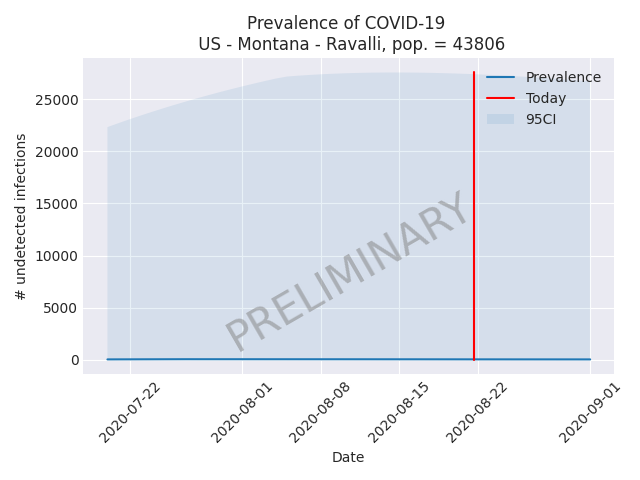 Prevalence of COVID-19
US - Montana - Ravalli, pop. = 43806
# undetected infections
25000
20000
15000
10000
5000
0
Prevalence
Today
95CI
PRELIMINARY
2020-07-22
2020-08-01
2020-08-08
2020-08-15
2020-08-22
2020-09-01
Date